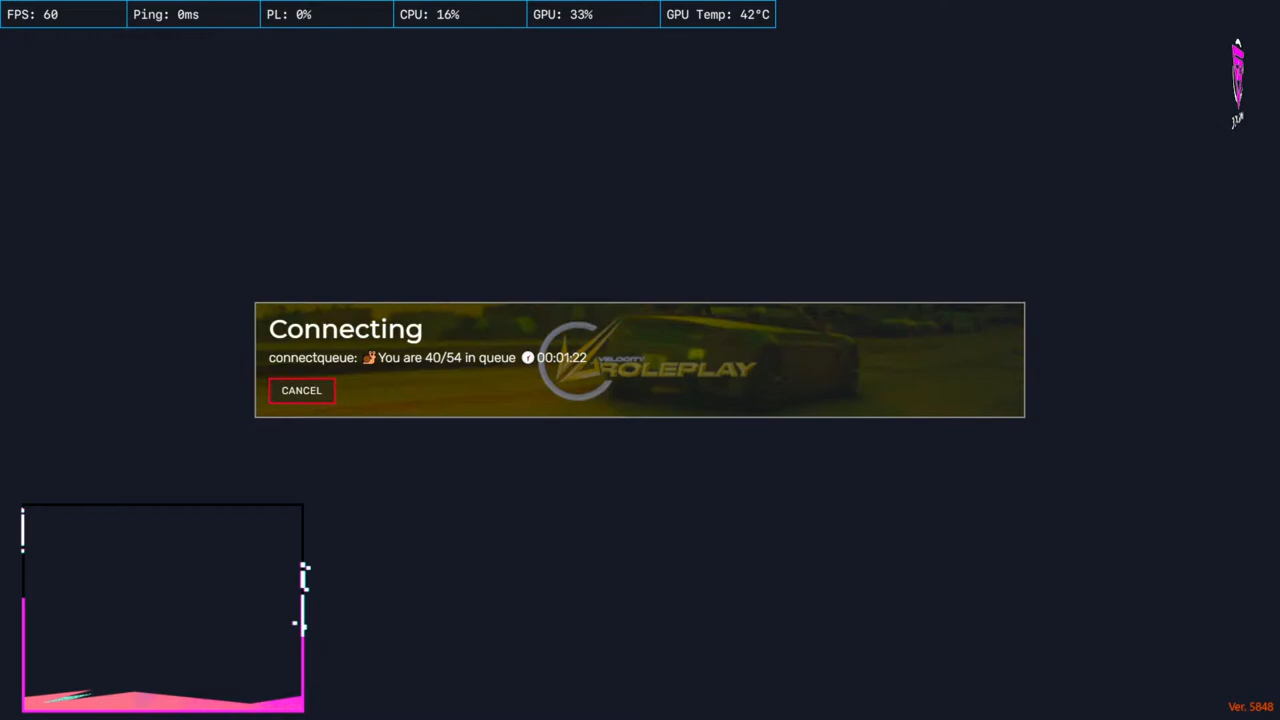 FPS: 60 Ping: 0ms PL: 0% CPU: 16% GPU: 33% GPU Temp: 42°C
Connecting
connectqueue: 🐌You are 40/54 in queue 🕜00:01:22
VELOCITY
ROLEPLAY
CANCEL
Ver. 5848